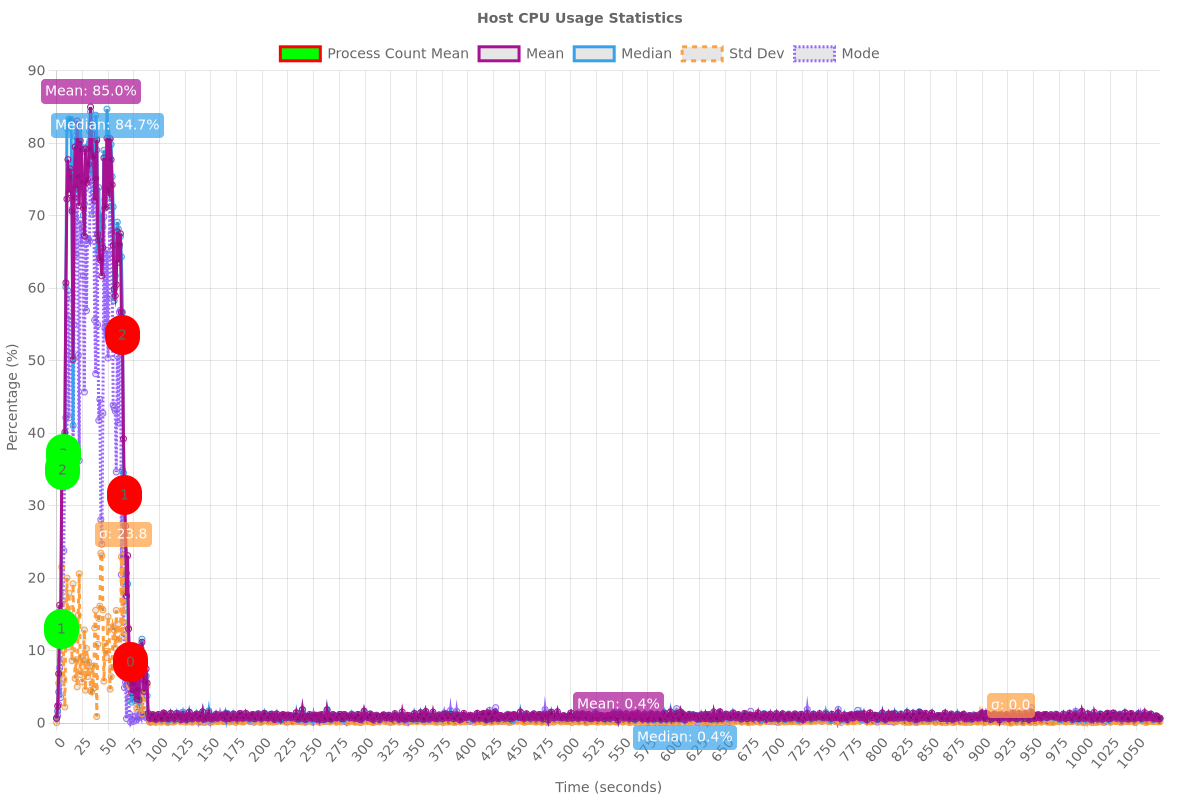 Host CPU Usage Statistics
Process Count Mean Mean Median Std Dev Mode
90
Mean: 85.0%
Median: 84.7%
80
70
60
2
50
Percentage (%)
40
2
30
1
σ: 23.8
20
1
10
0
Mean: 0.4%
σ: 0.0
0
Median: 0.4%
0 25 50 75 100 125 150 175 200 225 250 275 300 325 350 375 400 425 450 475 500 525 550 575 600 625 650 675 700 725 750 775 800 825 850 875 900 925 950 975 1000 1025 1050
Time (seconds)